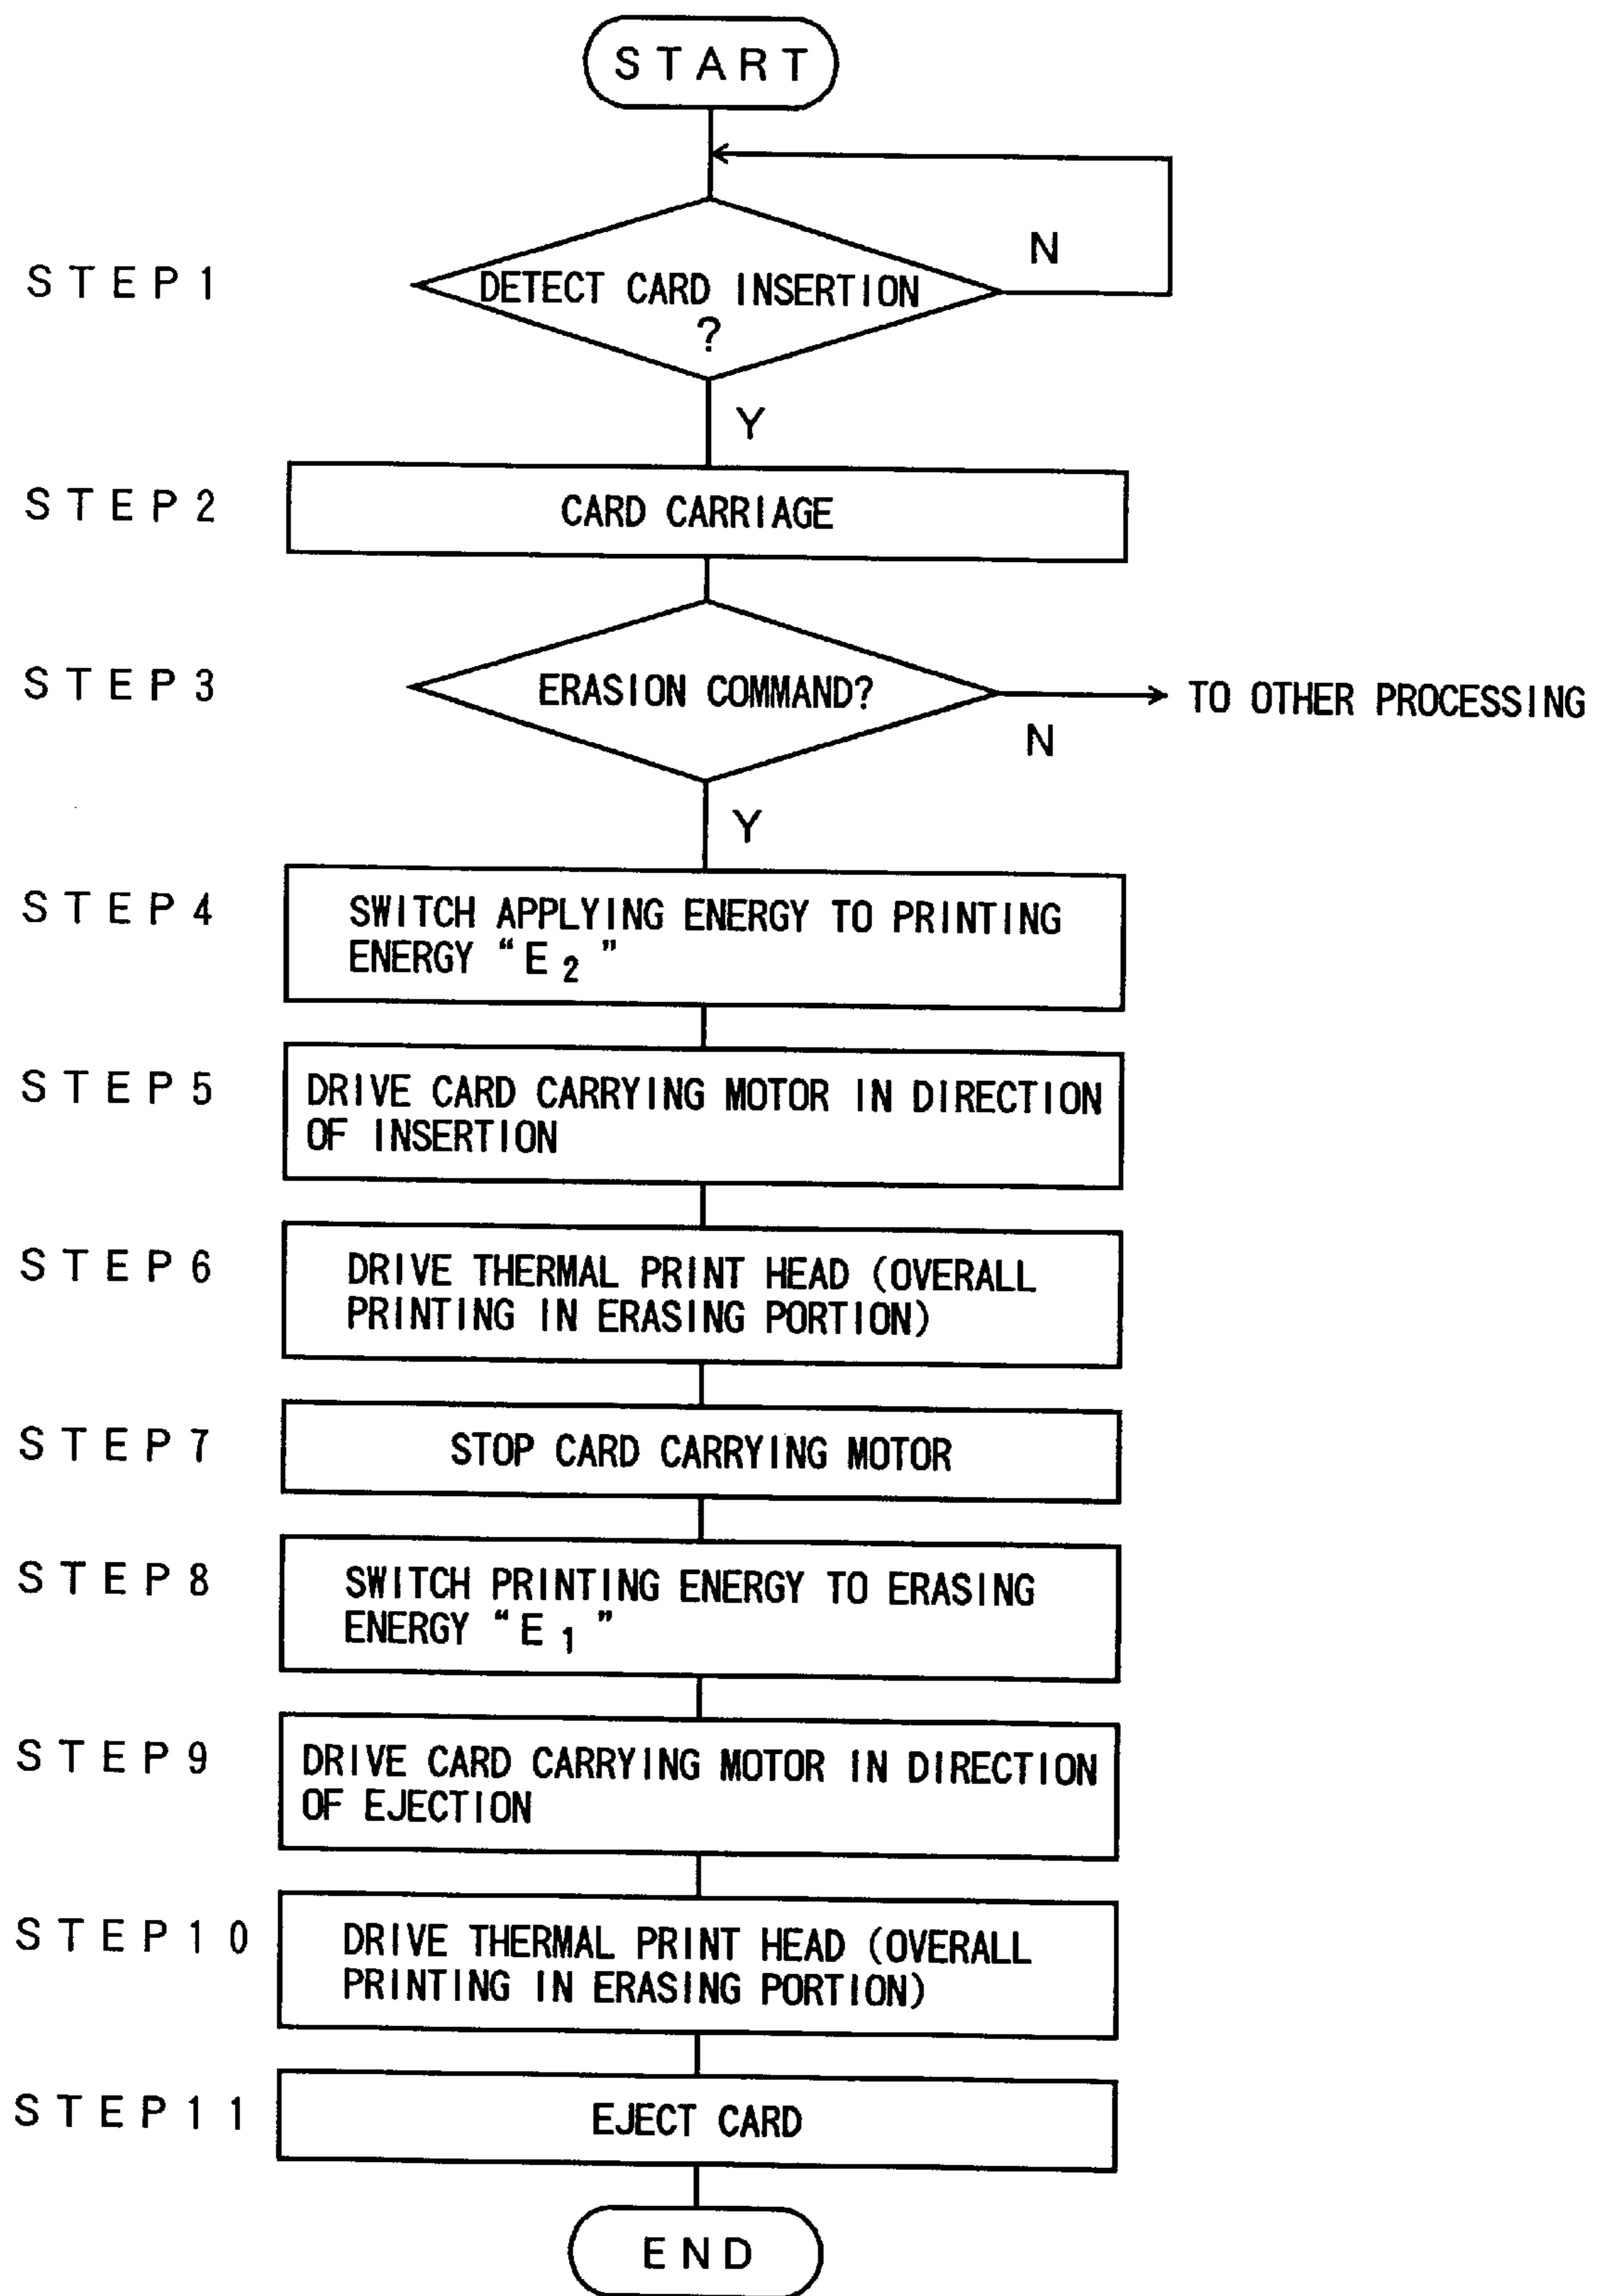 START
N
STEP1
DETECT CARD INSERTION
?
Y
STEP2
CARD CARRIAGE
STEP3
ERASION COMMAND?
TO OTHER PROCESSING
N
Y
STEP4
SWITCH APPLYING ENERGY TO PRINTING
ENERGY “E2”
STEP5
DRIVE CARD CARRYING MOTOR IN DIRECTION
OF INSERTION
STEP6
DRIVE THERMAL PRINT HEAD (OVERALL
PRINTING IN ERASING PORTION)
STEP7
STOP CARD CARRYING MOTOR
STEP8
SWITCH PRINTING ENERGY TO ERASING
ENERGY “E1”
STEP9
DRIVE CARD CARRYING MOTOR IN DIRECTION
OF EJECTION
STEP10
DRIVE THERMAL PRINT HEAD (OVERALL
PRINTING IN ERASING PORTION)
STEP11
EJECT CARD
END